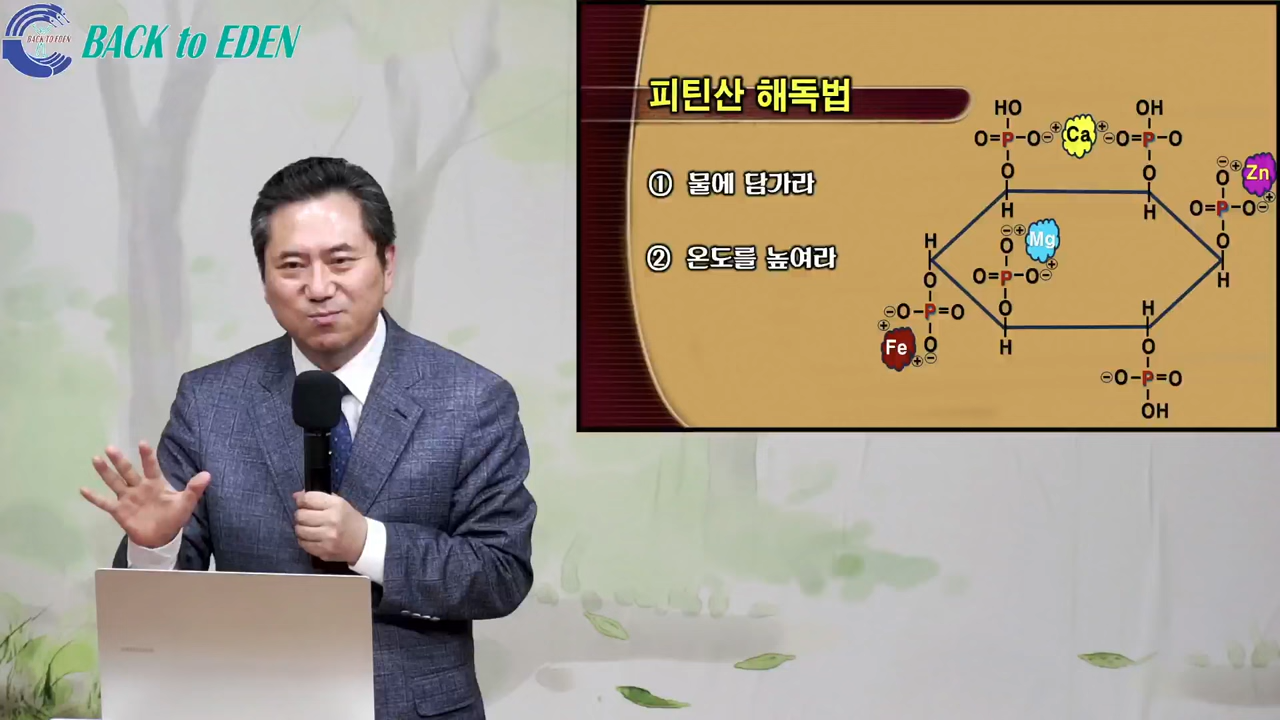 BACK TO EDEN
BACK to EDEN
피틴산 해독법
① 물에 담가라
② 온도를 높여라
HO
OH
O=P-O⊖ ⊕ Ca ⊕ ⊖O=P-O
O
O
H
H
⊖ ⊕ Zn
O
O=P-O⊖ ⊕
O
H
H
⊖ ⊕ Mg
O
O=P-O⊖ ⊕
O
H
O
⊖O-P=O
⊕
Fe
O
⊕ ⊖
H
O
⊖O-P=O
OH